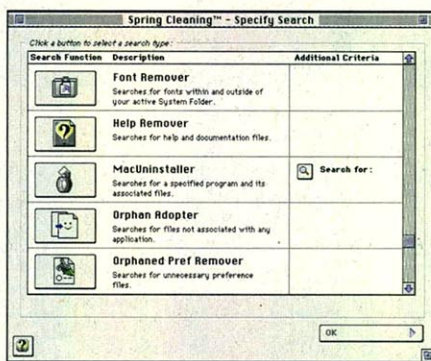 Spring Cleaning™ – Specify Search
Click a button to select a search type:
Search Function Description Additional Criteria
Font Remover
Searches for fonts within and outside of
your active System Folder.
Help Remover
Searches for help and documentation files.
MacUninstaller
Searches for a specified program and its
associated files.
Search for:
Orphan Adopter
Searches for files not associated with any
application.
Orphaned Pref Remover
Searches for unnecessary preference
files.
OK